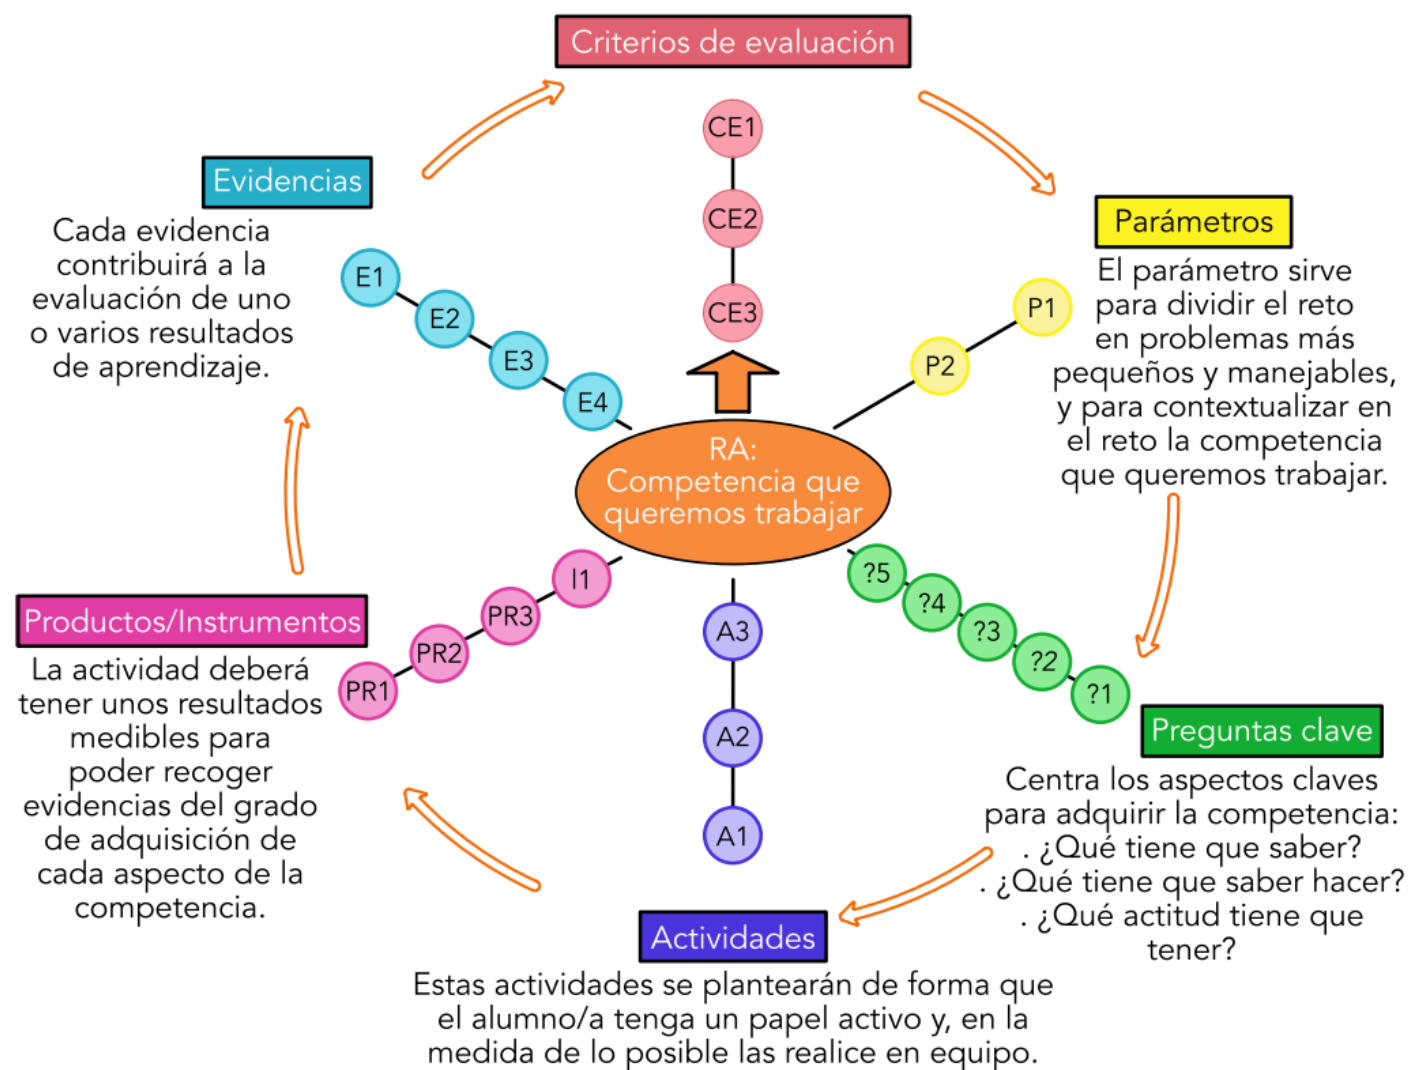 Criterios de evaluación
CE1
CE2
CE3
Evidencias
Cada evidencia
contribuirá a la
evaluación de uno
o varios resultados
de aprendizaje.
E1
E2
E3
E4
Parámetros
El parámetro sirve
para dividir el reto
en problemas más
pequeños y manejables,
y para contextualizar en
el reto la competencia
que queremos trabajar.
P1
P2
RA:
Competencia que
queremos trabajar
?5
?4
?3
?2
?1
Preguntas clave
Centra los aspectos claves
para adquirir la competencia:
. ¿Qué tiene que saber?
. ¿Qué tiene que saber hacer?
. ¿Qué actitud tiene que
tener?
Productos/Instrumentos
La actividad deberá
tener unos resultados
medibles para
poder recoger
evidencias del grado
de adquisición de
cada aspecto de la
competencia.
I1
PR3
PR2
PR1
A3
A2
A1
Actividades
Estas actividades se plantearán de forma que
el alumno/a tenga un papel activo y, en la
medida de lo posible las realice en equipo.